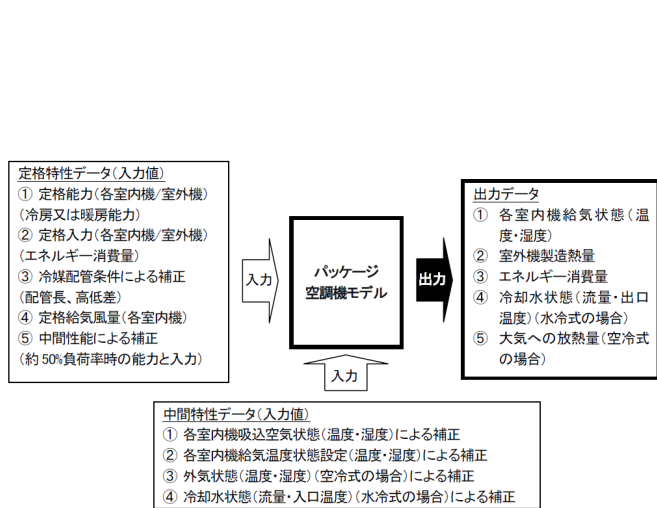 定格特性データ(入力値)
① 定格能力(各室内機/室外機)
(冷房又は暖房能力)
② 定格入力(各室内機/室外機)
(エネルギー消費量)
③ 冷媒配管条件による補正
(配管長、高低差)
④ 定格給気風量(各室内機)
⑤ 中間性能による補正
(約50%負荷率時の能力と入力)
入力
パッケージ
空調機モデル
出力
出力データ
① 各室内機給気状態(温
度・湿度)
② 室外機製造熱量
③ エネルギー消費量
④ 冷却水状態(流量・出口
温度)(水冷式の場合)
⑤ 大気への放熱量(空冷式
の場合)
入力
中間特性データ(入力値)
① 各室内機吸込空気状態(温度・湿度)による補正
② 各室内機給気温度状態設定(温度・湿度)による補正
③ 外気状態(温度・湿度)(空冷式の場合)による補正
④ 冷却水状態(流量・入口温度)(水冷式の場合)による補正